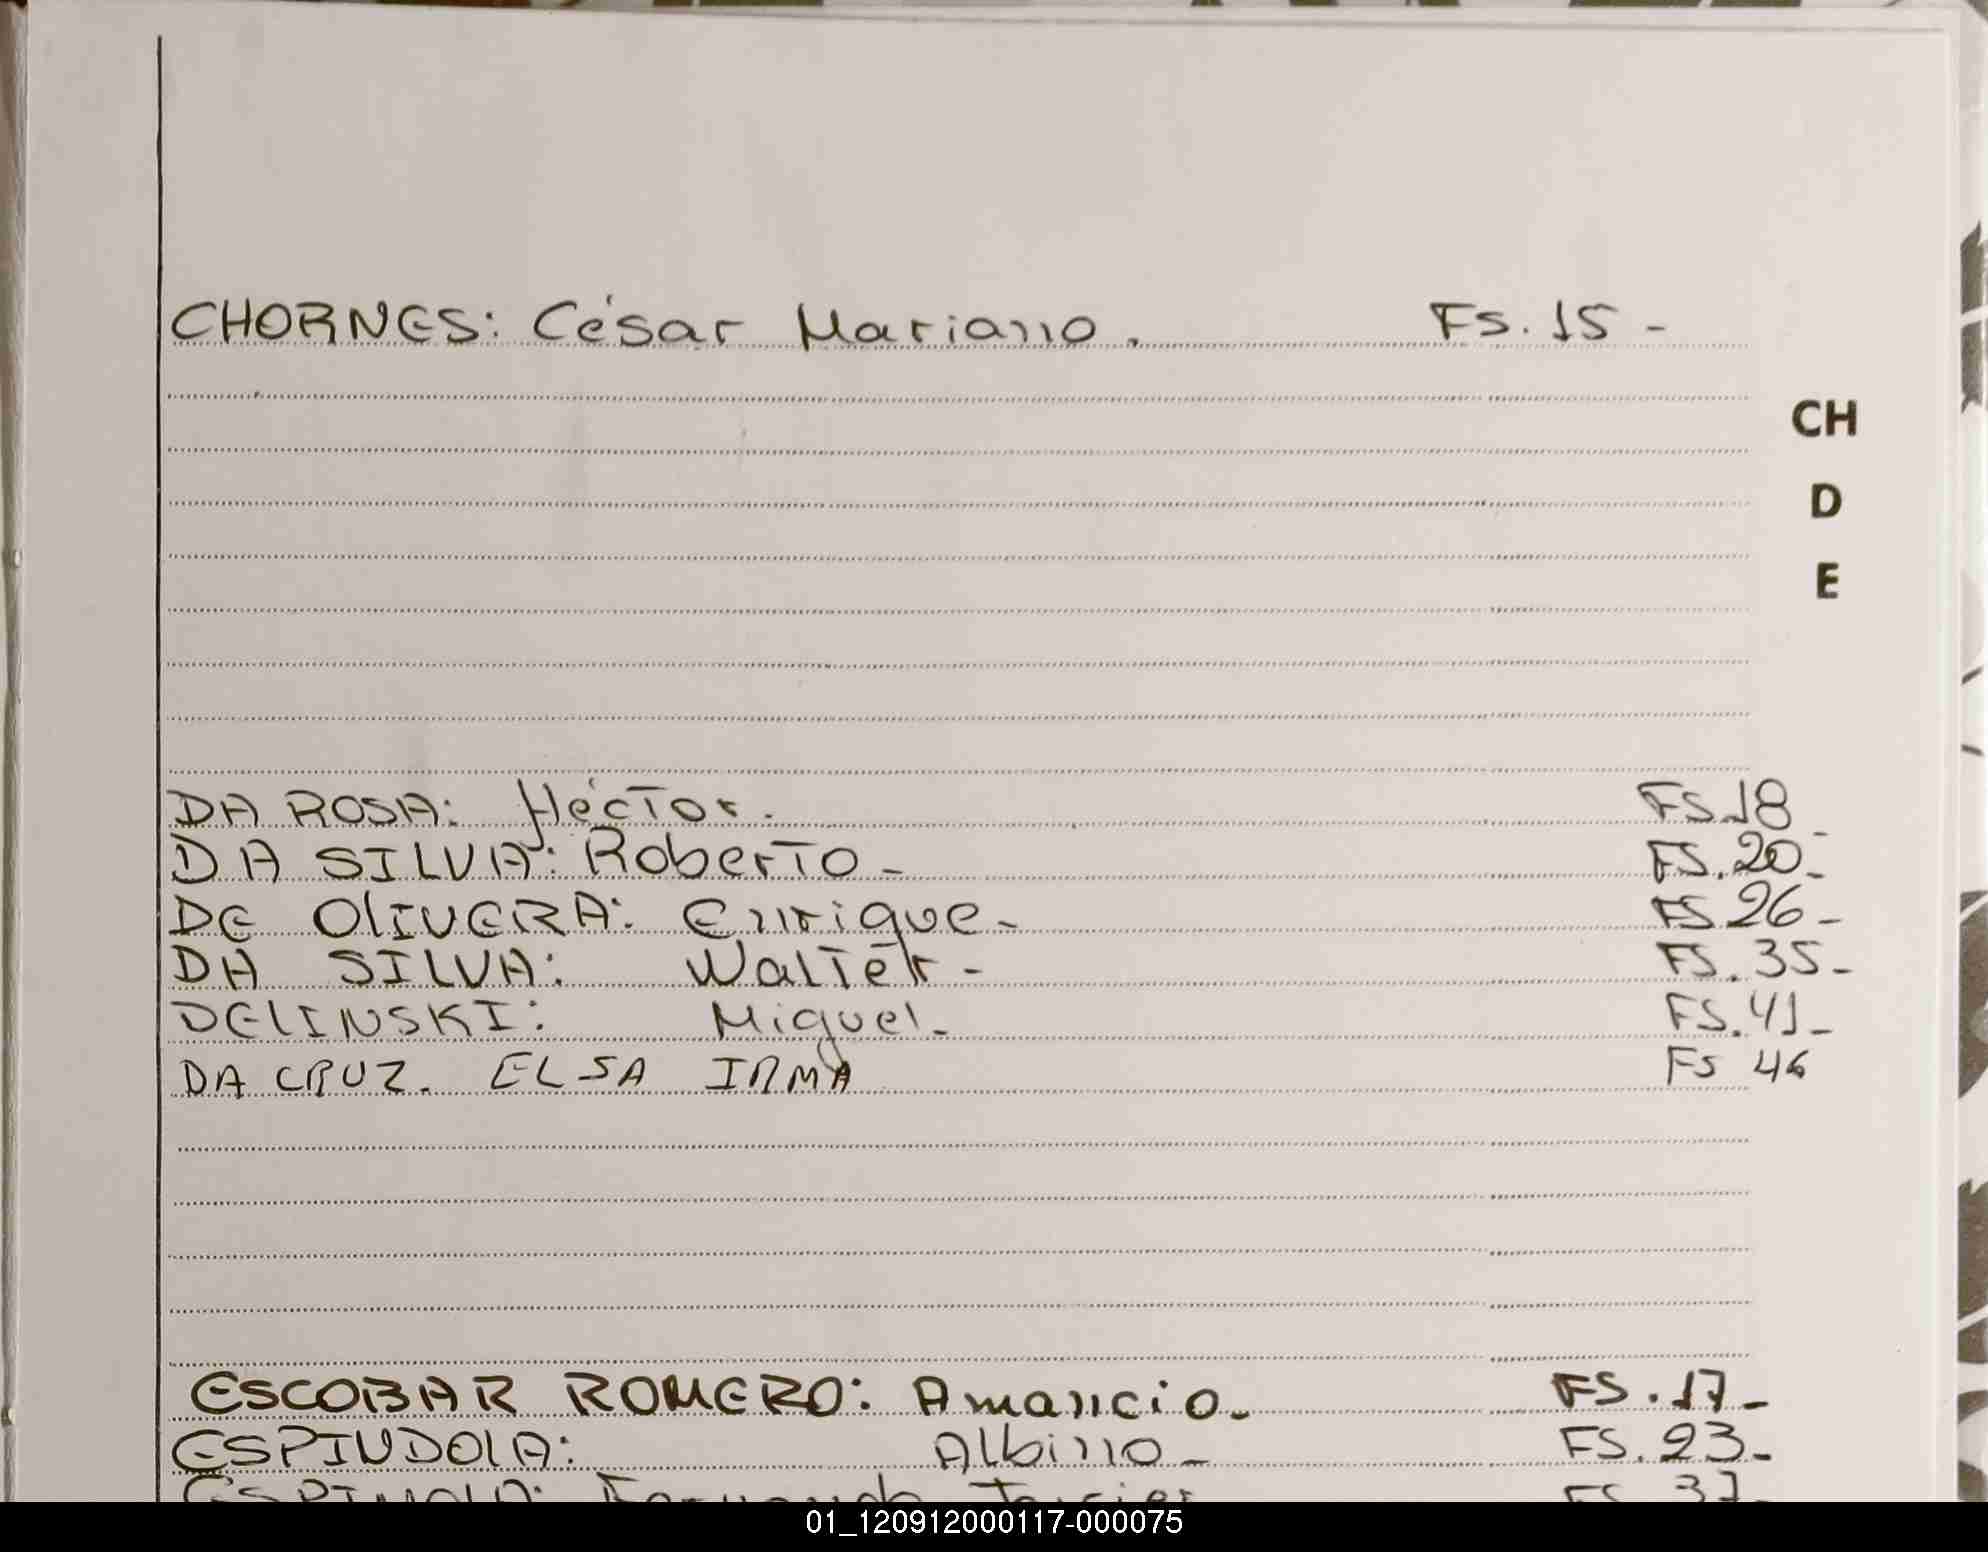 CHORNES: César Mariano. Fs. 15 -
CH
D
E
DA ROSA: Héctor. FS.18 -
DA SILVA: Roberto - FS. 20 -
DE OLIVERA: Enrique - FS 26 -
DA SILVA: Walter - FS. 35 -
DELINSKI: Miguel - FS. 41 -
DA CRUZ. ELSA IRMA FS 46
ESCOBAR ROMERO: Amancio - FS. 17 -
ESPINDOLA: Albino - FS. 23 -
FS 37 -
01_120912000117-000075